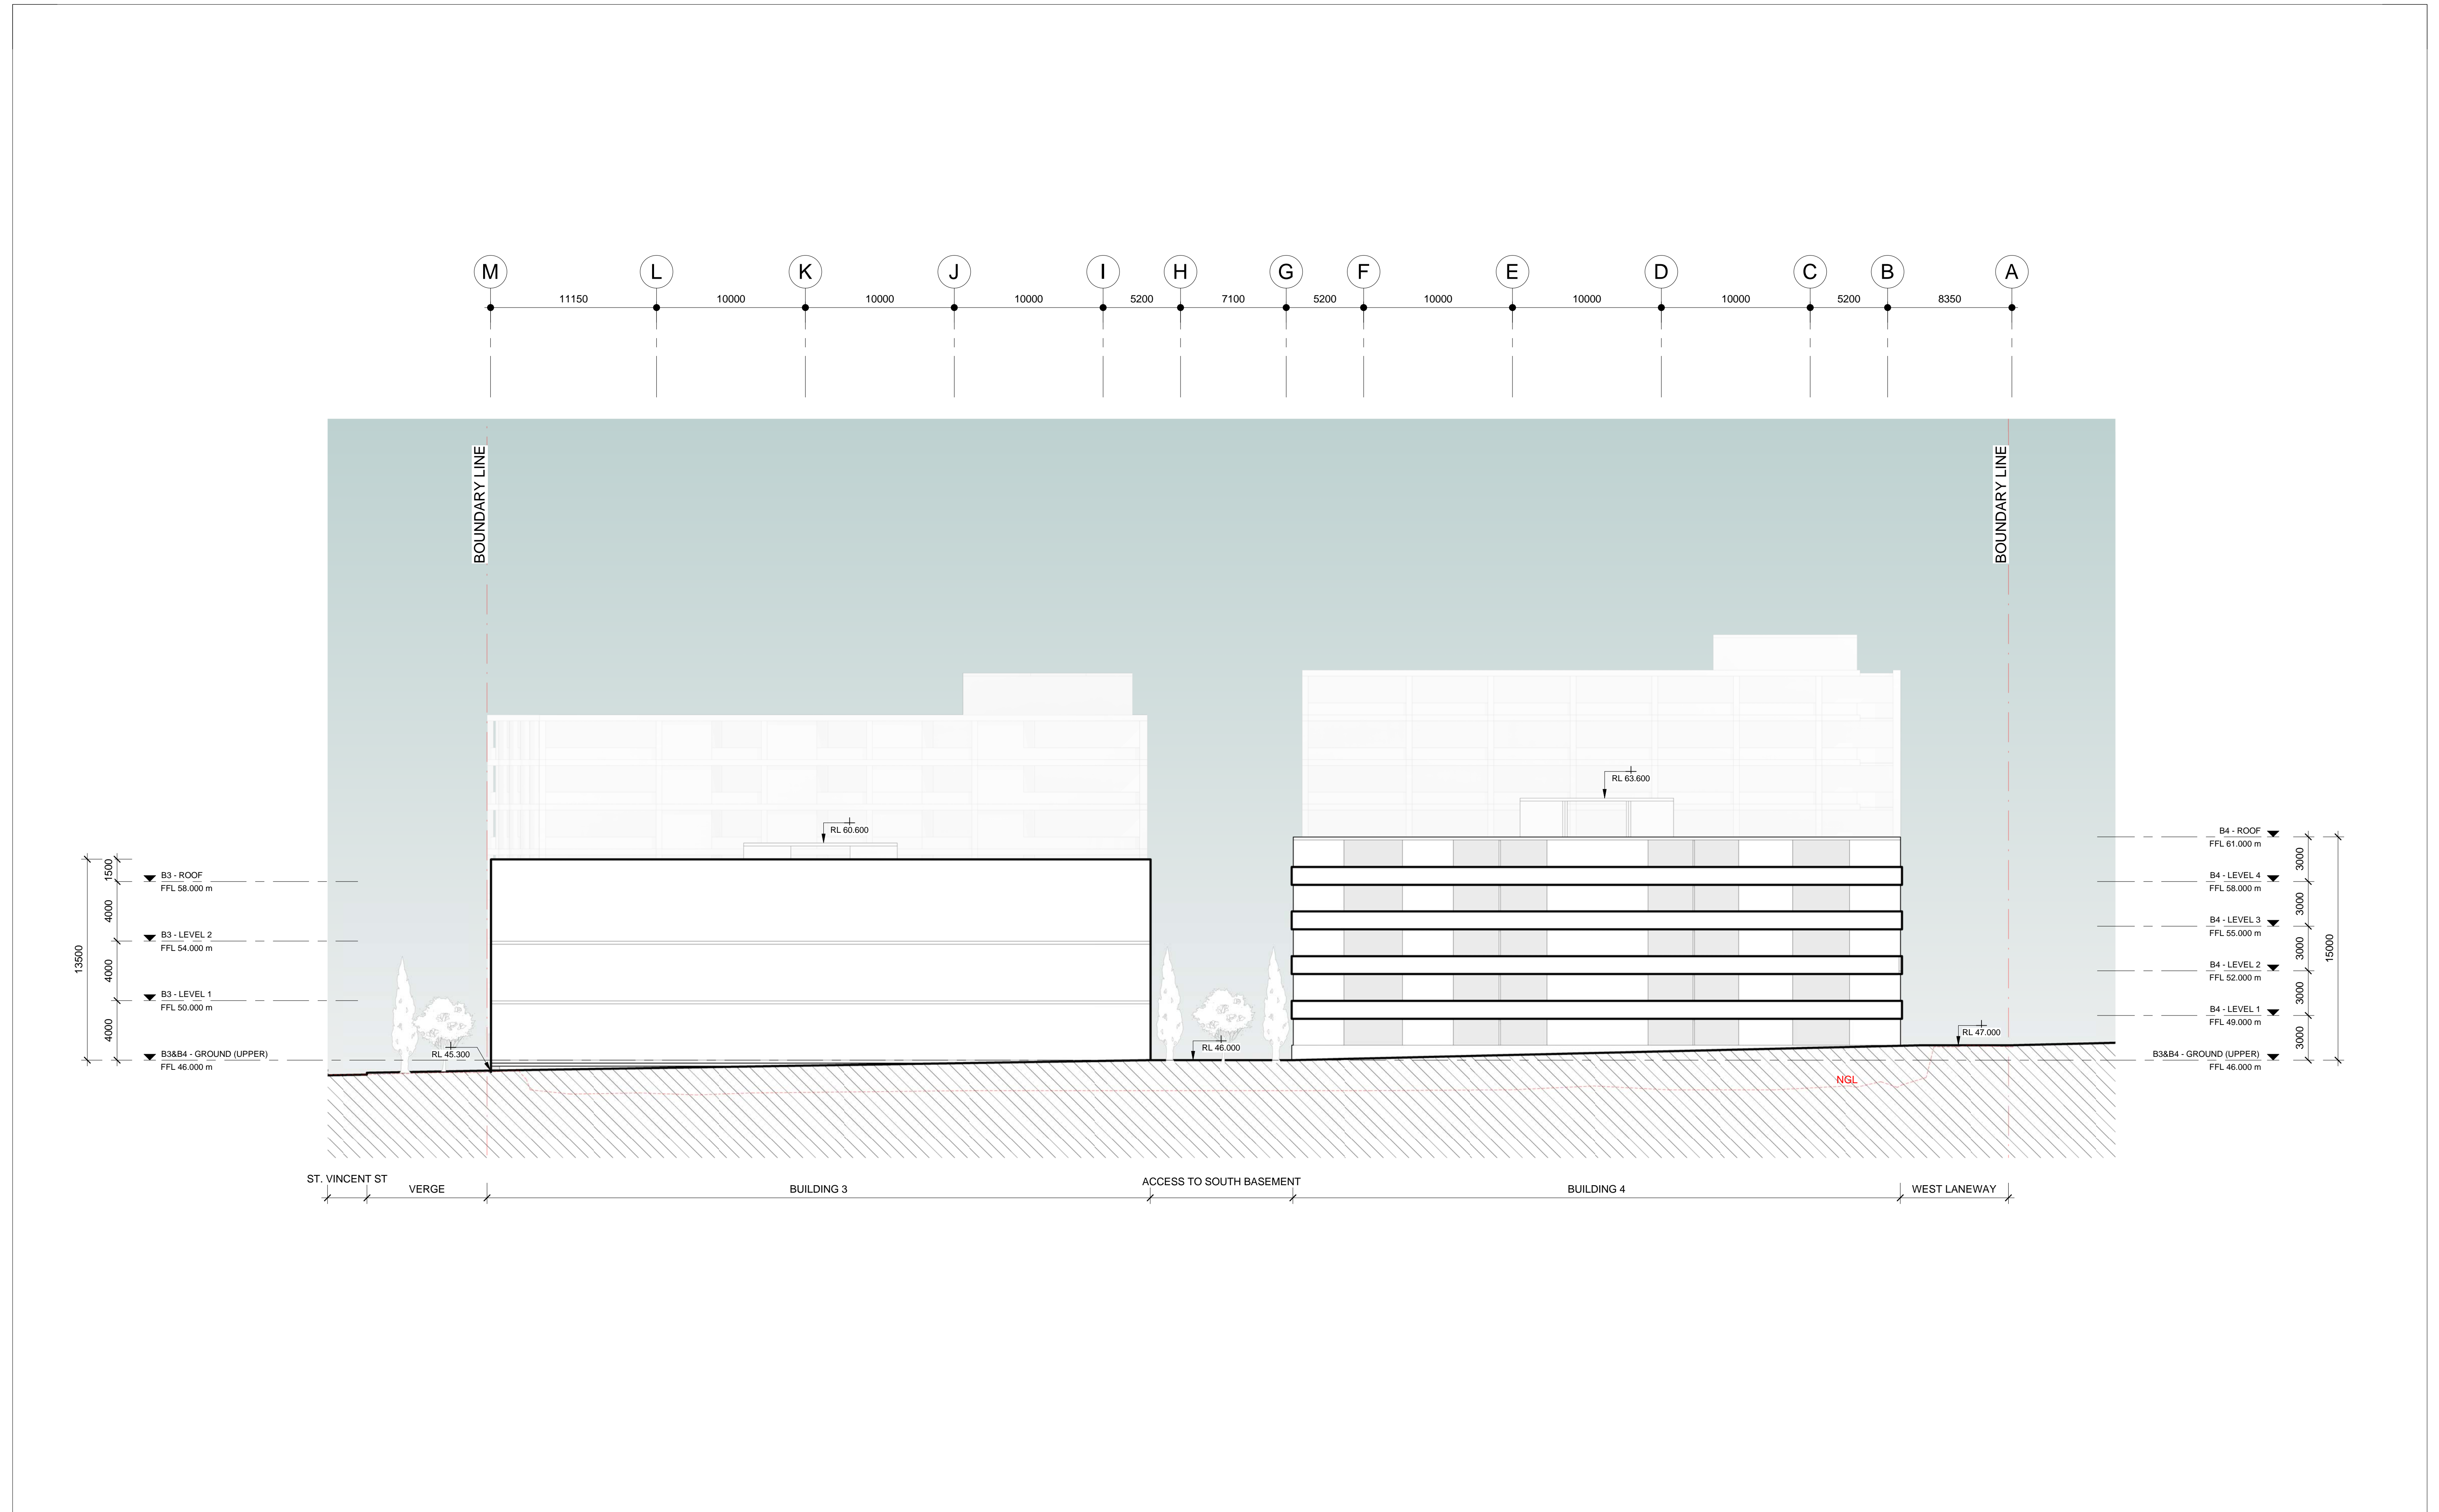 M L K J I H G F E D C B A
11150 10000 10000 10000 5200 7100 5200 10000 10000 10000 5200 8350
BOUNDARY LINE
BOUNDARY LINE
RL 63.600
RL 60.600
13500
1500
4000
4000
4000
B3 - ROOF
FFL 58.000 m
B3 - LEVEL 2
FFL 54.000 m
B3 - LEVEL 1
FFL 50.000 m
B3&B4 - GROUND (UPPER)
FFL 46.000 m
RL 45.300
RL 46.000
RL 47.000
NGL
B4 - ROOF
FFL 61.000 m
B4 - LEVEL 4
FFL 58.000 m
B4 - LEVEL 3
FFL 55.000 m
B4 - LEVEL 2
FFL 52.000 m
B4 - LEVEL 1
FFL 49.000 m
B3&B4 - GROUND (UPPER)
FFL 46.000 m
3000
3000
3000
3000
3000
15000
ST. VINCENT ST
VERGE
BUILDING 3
ACCESS TO SOUTH BASEMENT
BUILDING 4
WEST LANEWAY